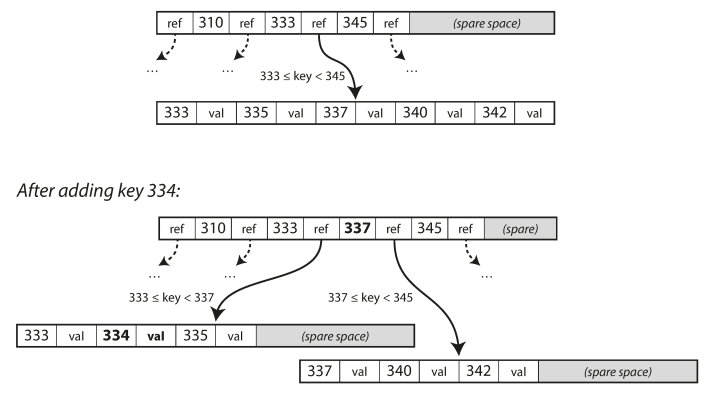 ref 310 ref 333 ref 345 ref (spare space)
... ... ...
333 ≤ key < 345
333 val 335 val 337 val 340 val 342 val
After adding key 334:
ref 310 ref 333 ref 337 ref 345 ref (spare)
... ... ...
333 ≤ key < 337 337 ≤ key < 345
333 val 334 val 335 val (spare space)
337 val 340 val 342 val (spare space)